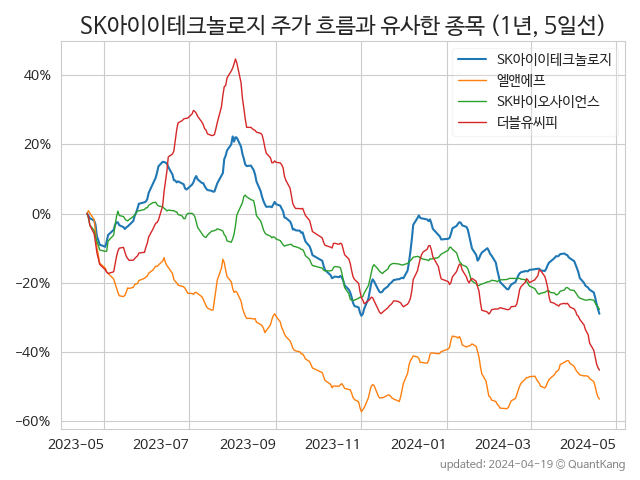 SK아이이테크놀로지 주가 흐름과 유사한 종목 (1년, 5일선)
SK아이이테크놀로지
엘앤에프
SK바이오사이언스
더블유씨피
40%
20%
0%
−20%
−40%
−60%
2023-05 2023-07 2023-09 2023-11 2024-01 2024-03 2024-05
updated: 2024-04-19 © QuantKang